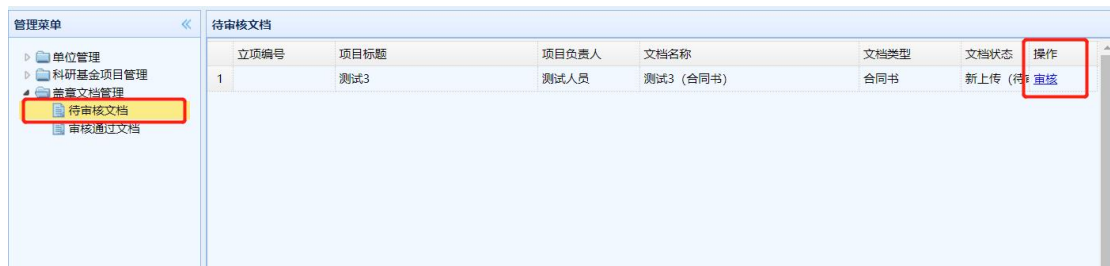 管理菜单
单位管理
科研基金项目管理
盖章文档管理
待审核文档
审核通过文档
待审核文档
立项编号 项目标题 项目负责人 文档名称 文档类型 文档状态 操作
1 测试3 测试人员 测试3（合同书） 合同书 新上传（待 审核